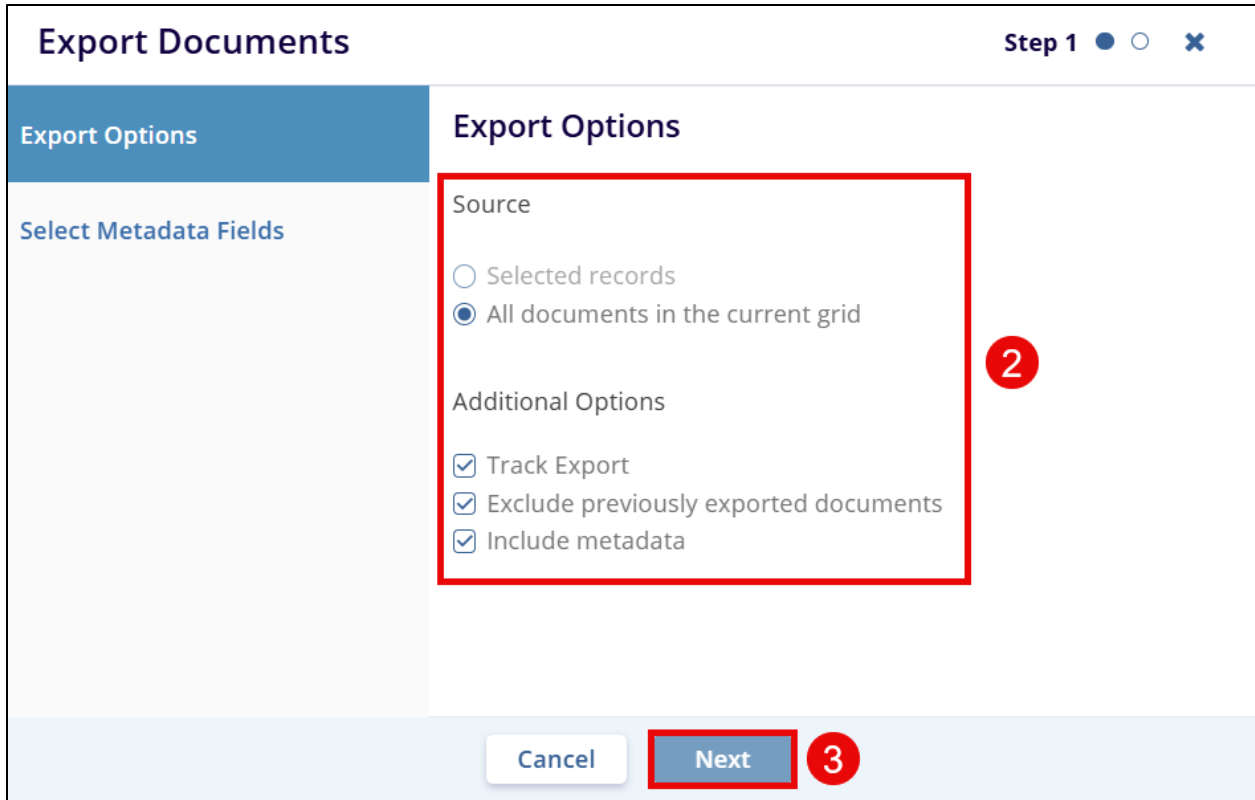 Export Documents
Step 1
Export Options
Select Metadata Fields
Export Options
Source
Selected records
All documents in the current grid
2
Additional Options
Track Export
Exclude previously exported documents
Include metadata
Cancel
Next
3